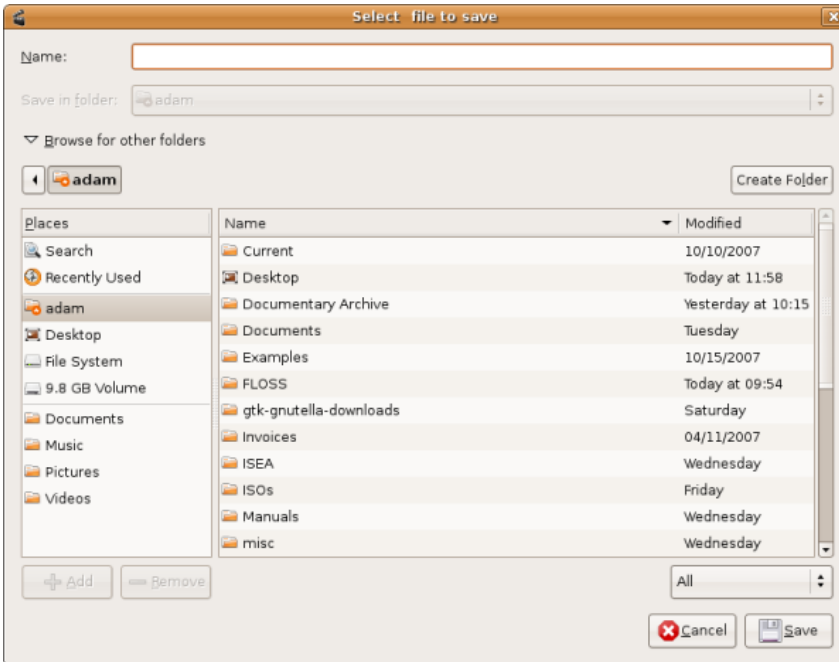 Select file to save
Name:
Save in folder: adam
Browse for other folders
adam
Create Folder
Places
Search
Recently Used
adam
Desktop
File System
9.8 GB Volume
Documents
Music
Pictures
Videos
Name Modified
Current 10/10/2007
Desktop Today at 11:58
Documentary Archive Yesterday at 10:15
Documents Tuesday
Examples 10/15/2007
FLOSS Today at 09:54
gtk-gnutella-downloads Saturday
Invoices 04/11/2007
ISEA Wednesday
ISOs Friday
Manuals Wednesday
misc Wednesday
Add Remove
All
Cancel Save